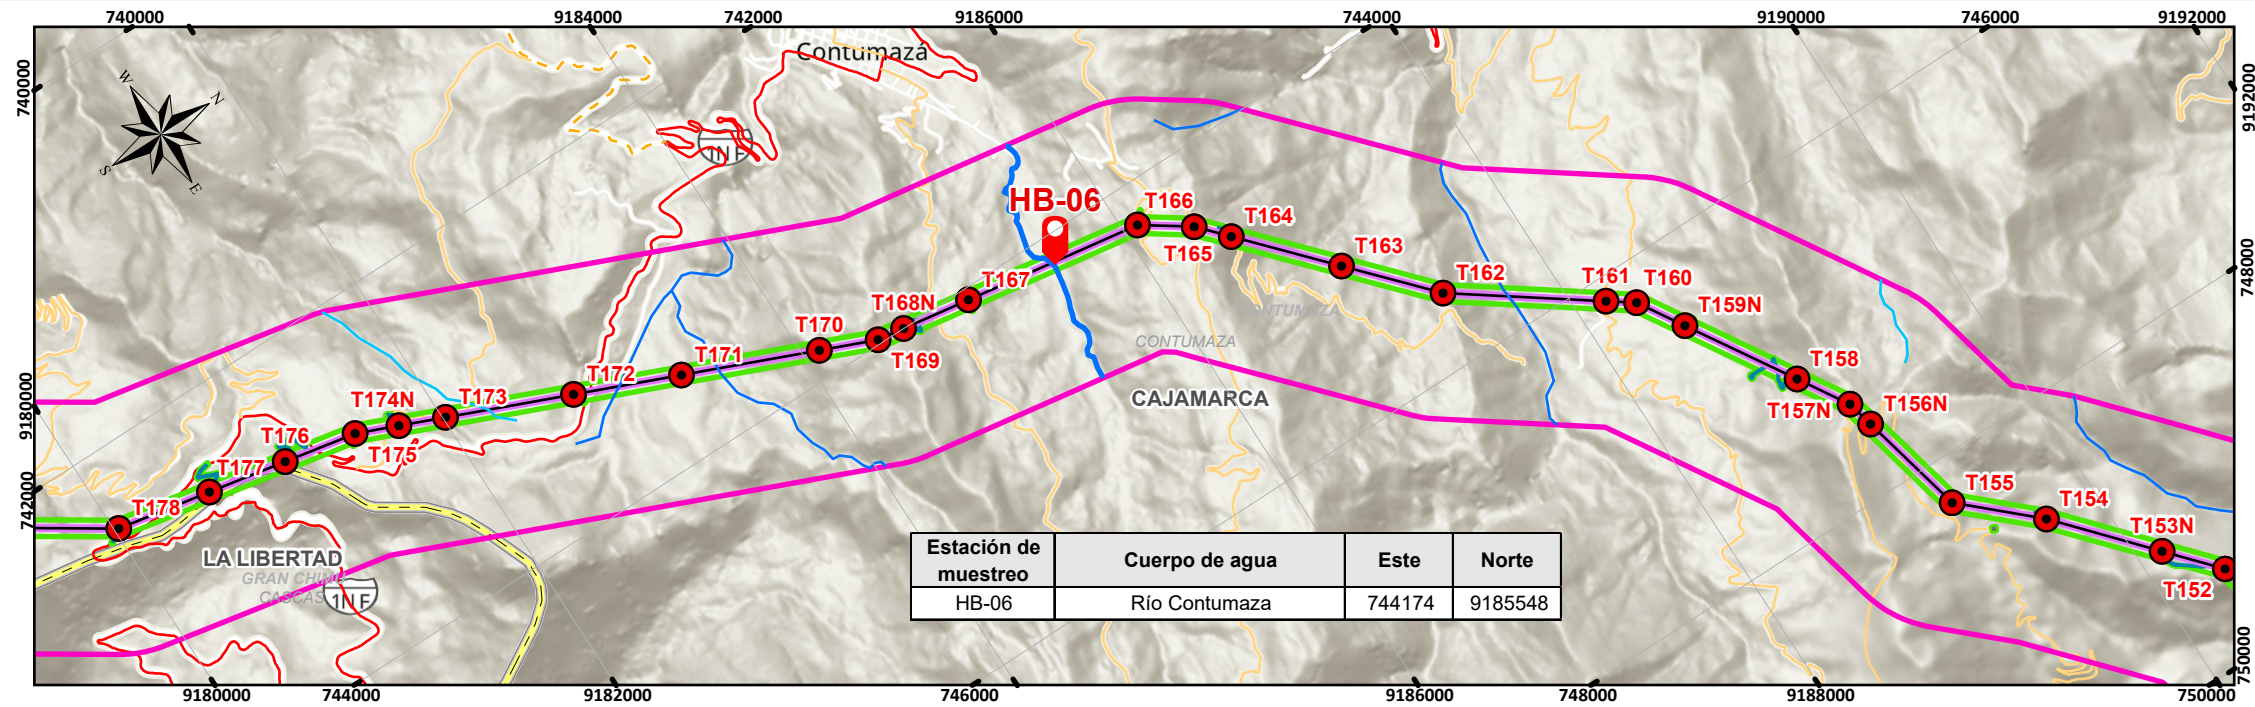 740000
9184000
742000
9186000
744000
9190000
746000
9192000
740000
9192000
Contumazá
W
N
S
E
1N F
HB-06
T166
T164
T165
T163
T162
T161
T160
T159N
T167
T168N
T169
T170
T171
T172
T173
T174N
T175
T176
T177
T178
T158
T157N
T156N
T155
T154
T153N
T152
748000
9180000
742000
CONTUMAZA
ONTUMAZA
CAJAMARCA
LA LIBERTAD
GRAN CHIMU
CASCAS
1N F
Estación de muestreo
Cuerpo de agua
Este
Norte
HB-06
Río Contumaza
744174
9185548
750000
9180000
744000
9182000
746000
9186000
748000
9188000
750000